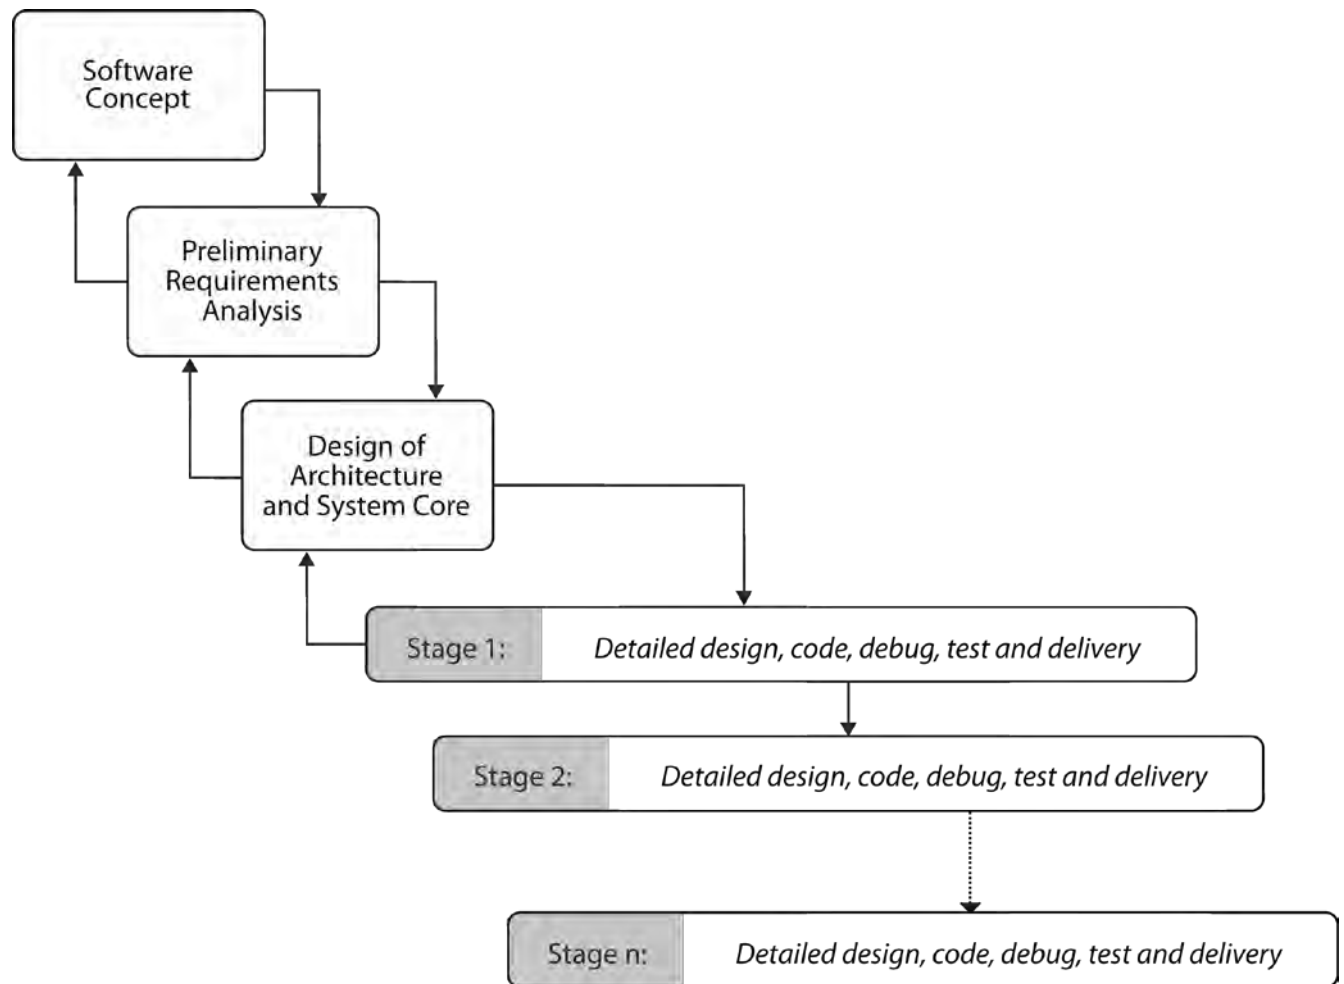 Software
Concept
Preliminary
Requirements
Analysis
Design of
Architecture
and System Core
Stage 1: Detailed design, code, debug, test and delivery
Stage 2: Detailed design, code, debug, test and delivery
Stage n: Detailed design, code, debug, test and delivery